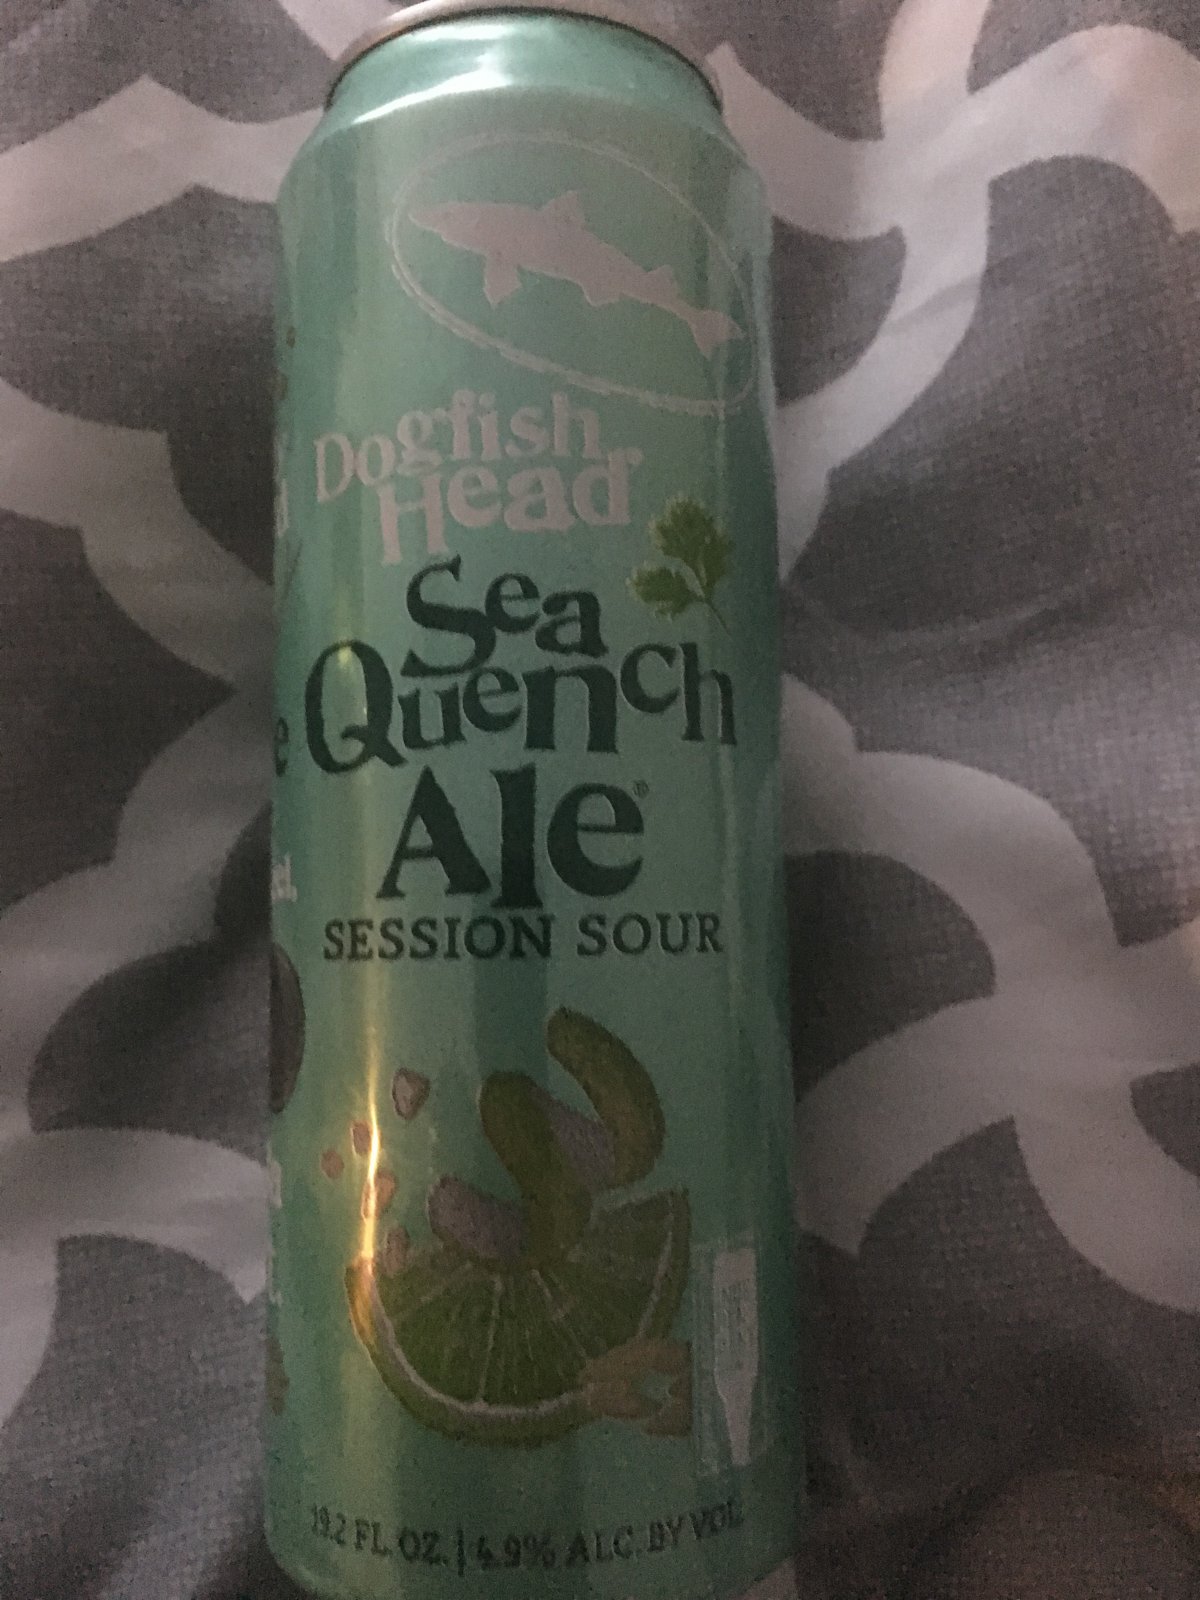 Dogfish
Head
Sea
Quench
Ale®
SESSION SOUR
19.2 FL. OZ. | 4.9% ALC. BY VOL.